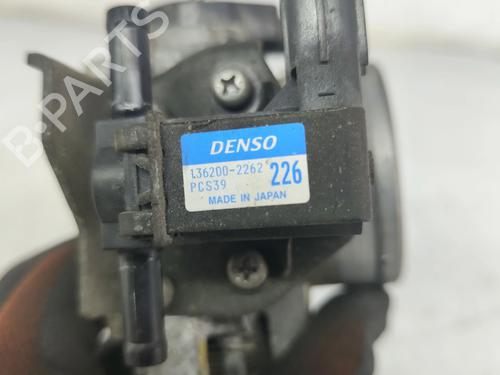 B-PARTS
DENSO
136200-2262
226
PCS39
MADE IN JAPAN